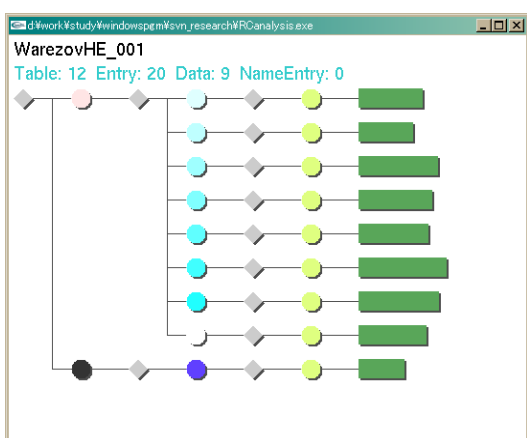 d:¥work¥study¥windowspgm¥svn_research¥RCanalysis.exe
WarezovHE_001
Table: 12 Entry: 20 Data: 9 NameEntry: 0